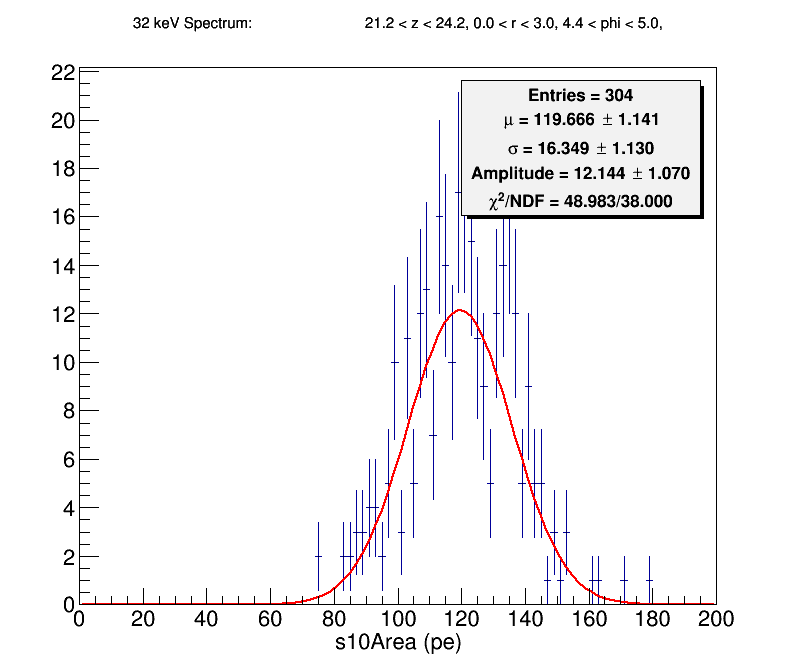 32 keV Spectrum: 21.2 < z < 24.2, 0.0 < r < 3.0, 4.4 < phi < 5.0,
Entries = 304
μ = 119.666 ± 1.141
σ = 16.349 ± 1.130
Amplitude = 12.144 ± 1.070
χ²/NDF = 48.983/38.000
22
20
18
16
14
12
10
8
6
4
2
0
0 20 40 60 80 100 120 140 160 180 200
s10Area (pe)